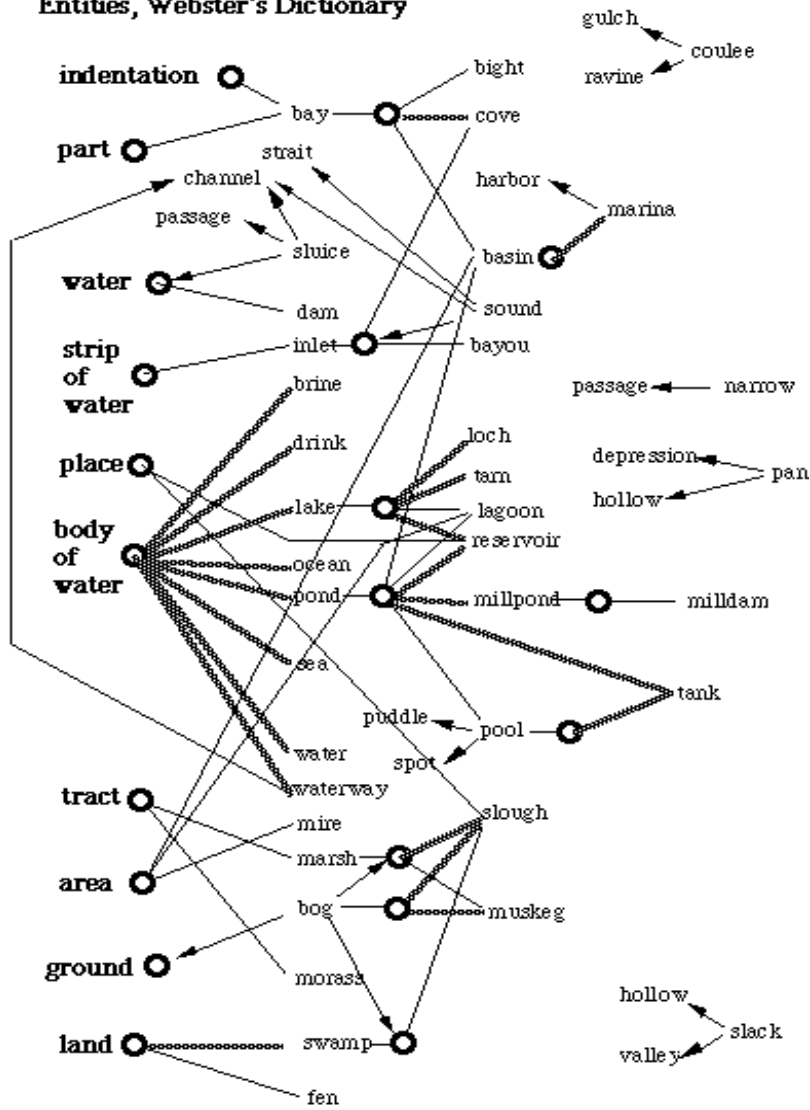 Entities, Webster's Dictionary
gulch
coulee
ravine
indentation
bight
bay
cove
part
strait
channel
harbor
passage
marina
sluice
basin
water
dam
sound
strip
of
water
inlet
bayou
brine
passage
narrow
drink
loch
place
depression
tarn
pan
hollow
lake
lagoon
body
of
water
reservoir
ocean
pond
millpond
milldam
sea
tank
puddle
pool
spot
water
waterway
tract
slough
mire
marsh
area
bog
muskeg
ground
morass
hollow
slack
land
swamp
valley
fen